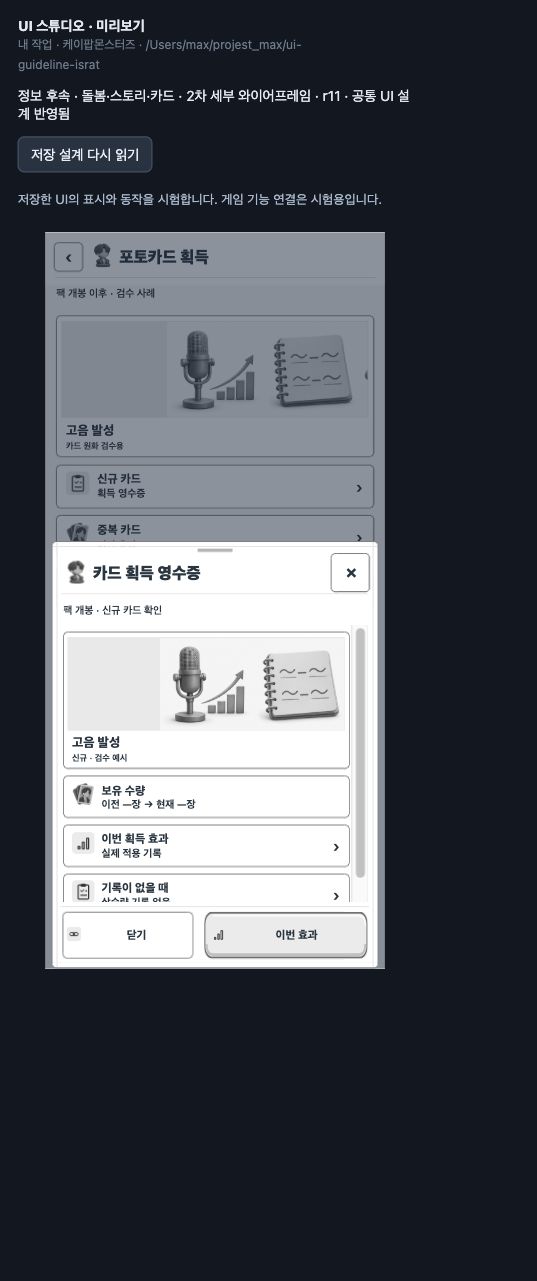 UI 스튜디오 · 미리보기
내 작업 · 케이팝몬스터즈 · /Users/max/projest_max/ui-
guideline-israt
정보 후속 · 돌봄·스토리·카드 · 2차 세부 와이어프레임 · r11 · 공통 UI 설
계 반영됨
저장 설계 다시 읽기
저장한 UI의 표시와 동작을 시험합니다. 게임 기능 연결은 시험용입니다.
포토카드 획득
팩 개봉 이후 · 검수 사례
고음 발성
카드 원화 검수용
신규 카드
획득 영수증
중복 카드
카드 획득 영수증
팩 개봉 · 신규 카드 확인
고음 발성
신규 · 검수 예시
보유 수량
이전 —장 → 현재 —장
이번 획득 효과
실제 적용 기록
기록이 없을 때
닫기
이번 효과